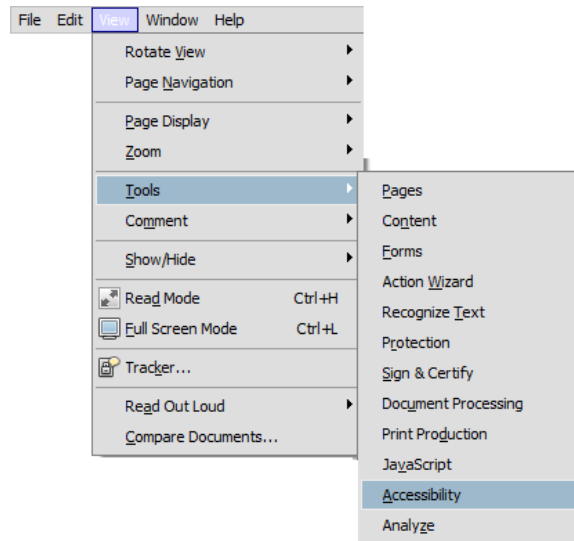 File Edit View Window Help
Rotate View
Page Navigation
Page Display
Zoom
Tools
Comment
Show/Hide
Read Mode Ctrl+H
Full Screen Mode Ctrl+L
Tracker...
Read Out Loud
Compare Documents...
Pages
Content
Forms
Action Wizard
Recognize Text
Protection
Sign & Certify
Document Processing
Print Production
JavaScript
Accessibility
Analyze